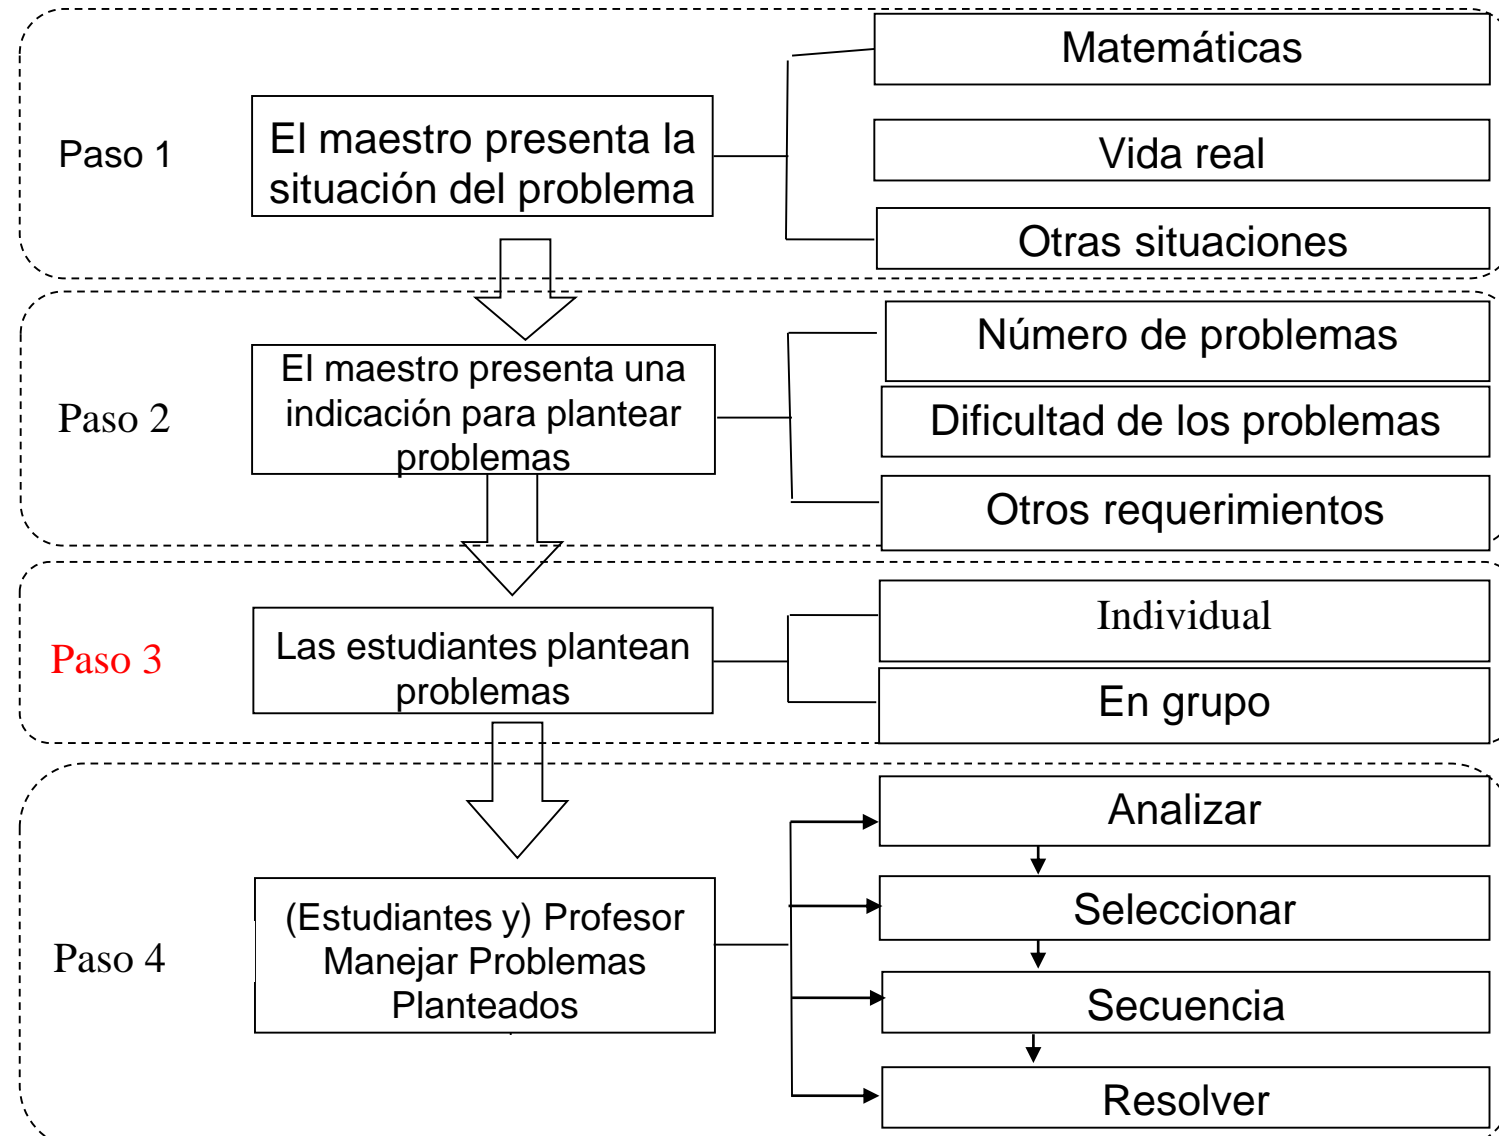 Paso 1
El maestro presenta la
situación del problema
Matemáticas
Vida real
Otras situaciones
Paso 2
El maestro presenta una
indicación para plantear
problemas
Número de problemas
Dificultad de los problemas
Otros requerimientos
Paso 3
Las estudiantes plantean
problemas
Individual
En grupo
Paso 4
(Estudiantes y) Profesor
Manejar Problemas
Planteados
Analizar
Seleccionar
Secuencia
Resolver